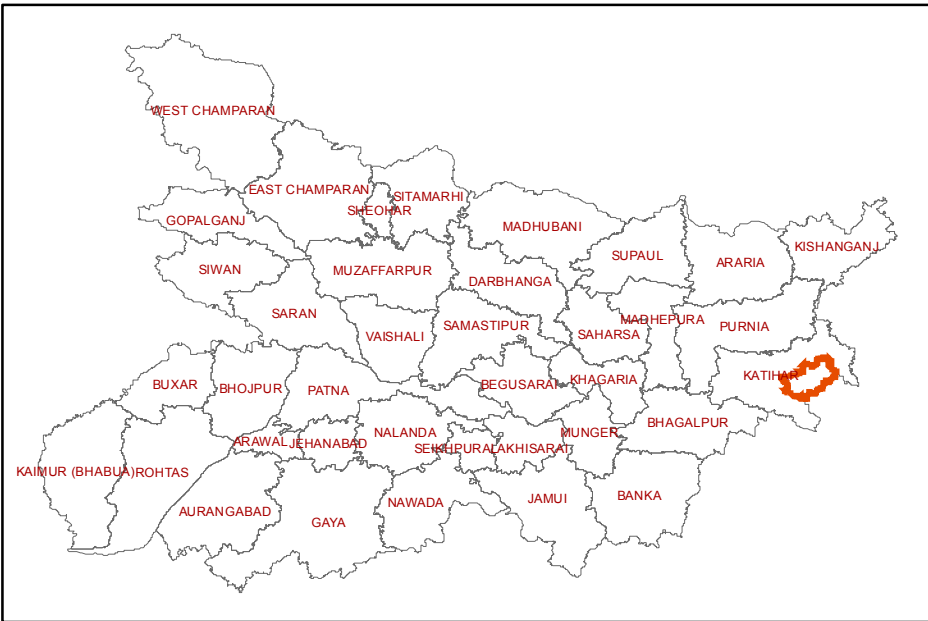 WEST CHAMPARAN
EAST CHAMPARAN
SITAMARHI
SHEOHAR
GOPALGANJ
MADHUBANI
KISHANGANJ
SUPAUL
ARARIA
SIWAN
MUZAFFARPUR
DARBHANGA
SARAN
MADHEPURA
PURNIA
SAMASTIPUR
VAISHALI
SAHARSA
KATIHAR
KHAGARIA
BUXAR
BHOJPUR
PATNA
BEGUSARAI
BHAGALPUR
NALANDA
MUNGER
ARAWAL
JEHANABAD
SEIKHPURA
LAKHISARAT
KAIMUR (BHABUA)
ROHTAS
BANKA
JAMUI
NAWADA
AURANGABAD
GAYA